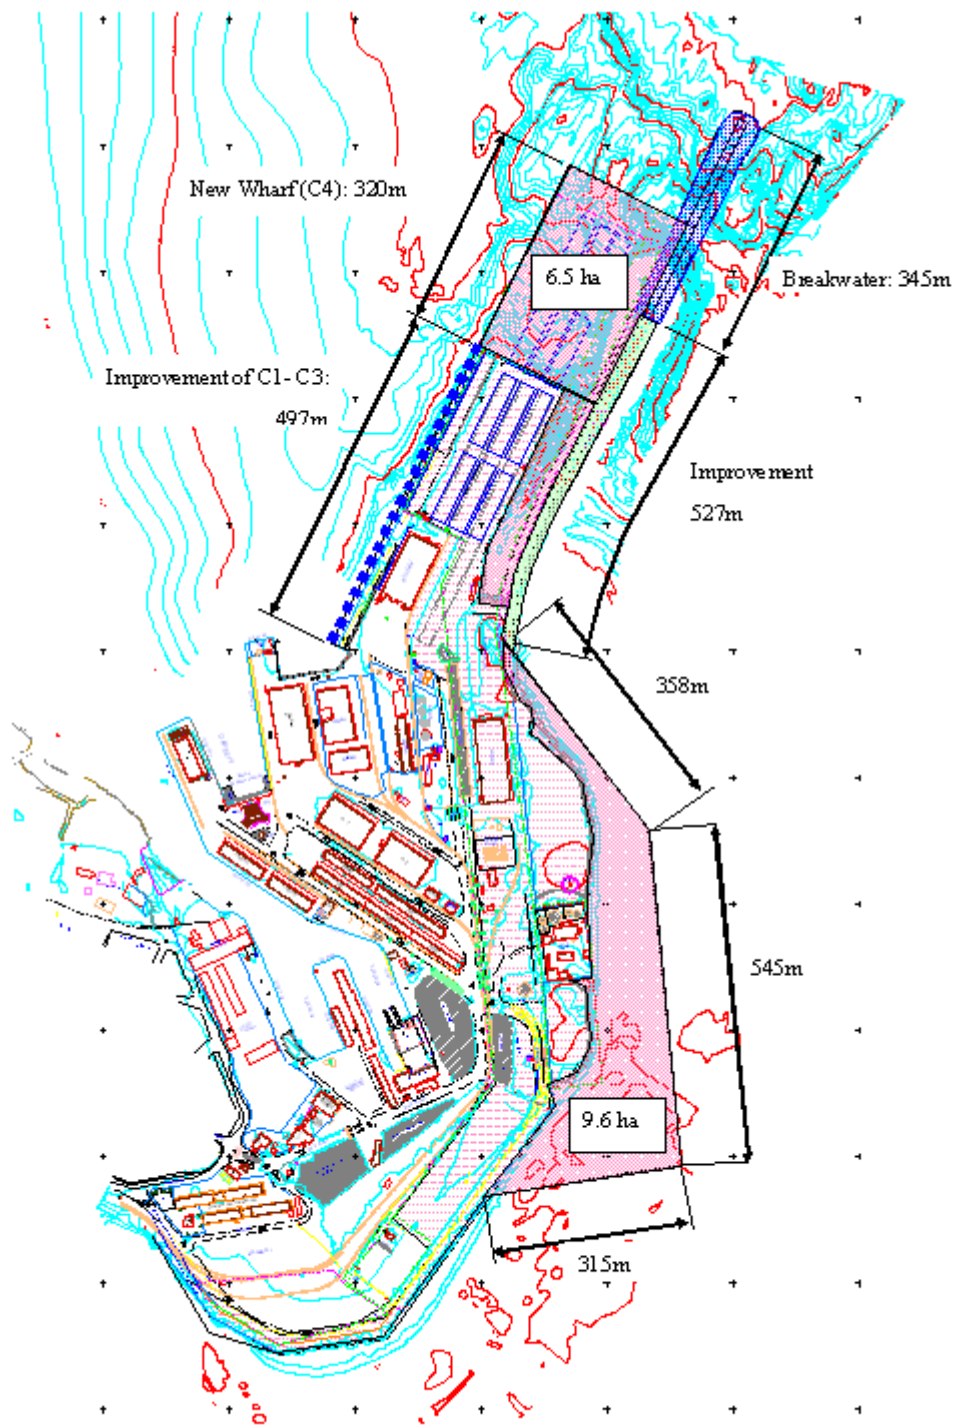 New Wharf (C4): 320m
6.5 ha
Breakwater: 345m
Improvement of C1- C3:
497m
Improvement
527m
358m
545m
9.6 ha
315m